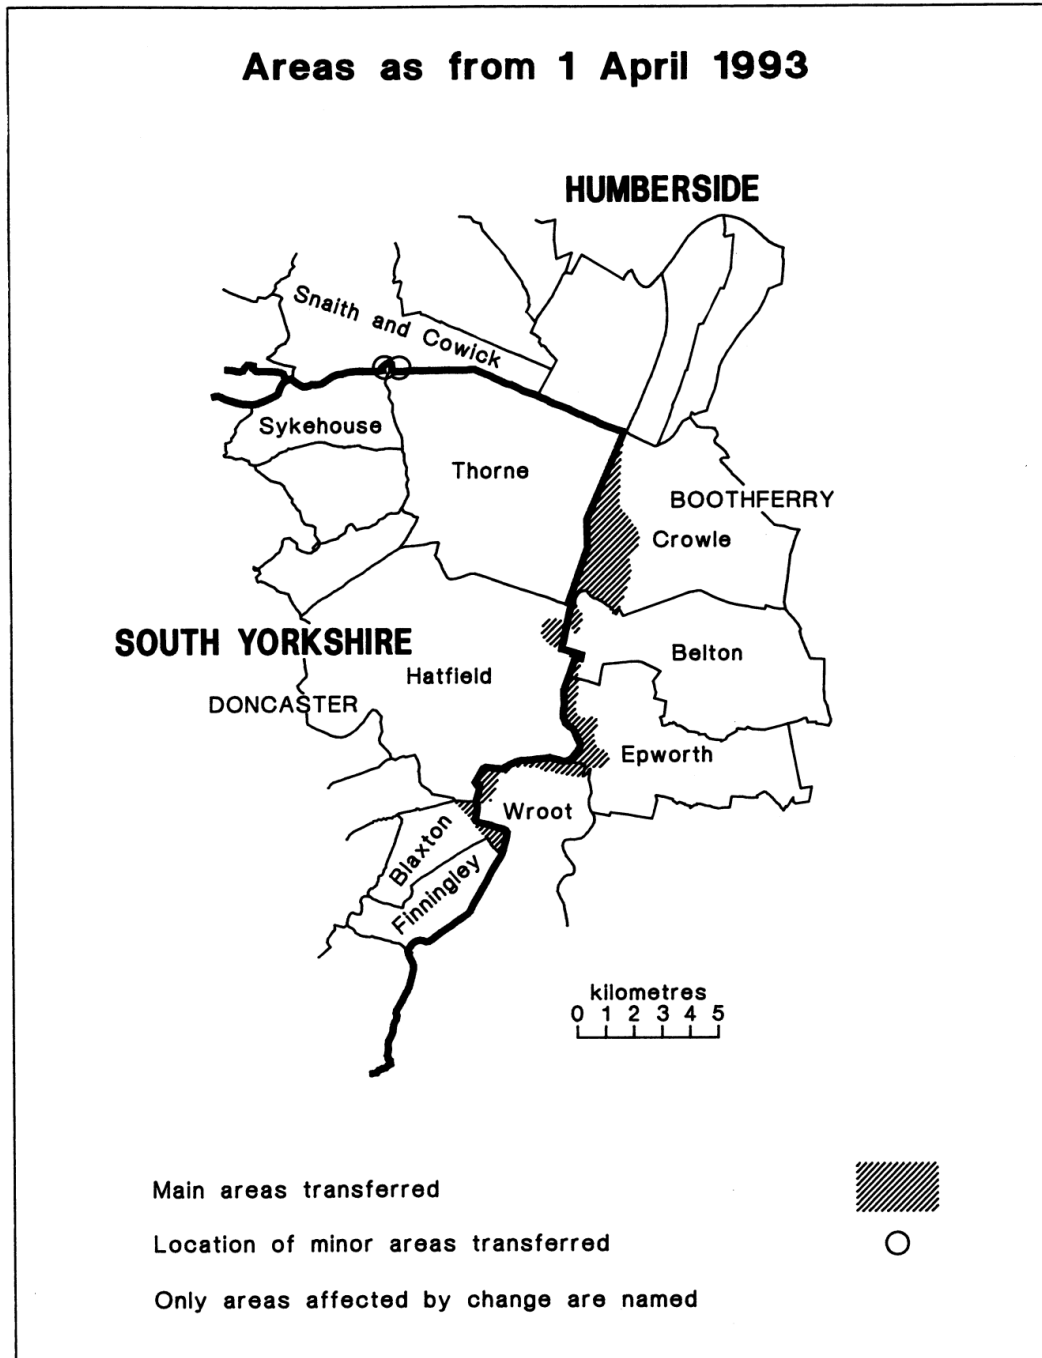 Areas as from 1 April 1993
HUMBERSIDE
Snaith and Cowick
Sykehouse
Thorne
BOOTHFERRY
Crowle
SOUTH YORKSHIRE
Belton
Hatfield
DONCASTER
Epworth
Wroot
Blaxton
Finningley
kilometres
0 1 2 3 4 5
Main areas transferred
Location of minor areas transferred
Only areas affected by change are named